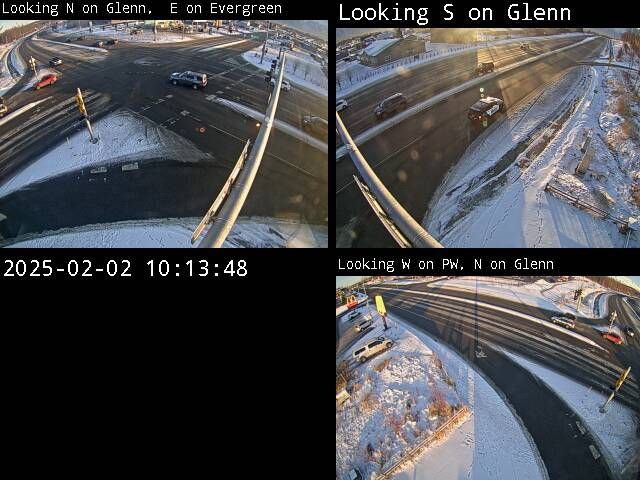 Looking N on Glenn,  E on Evergreen
Looking S on Glenn
2025-02-02 10:13:48
Looking W on PW, N on Glenn